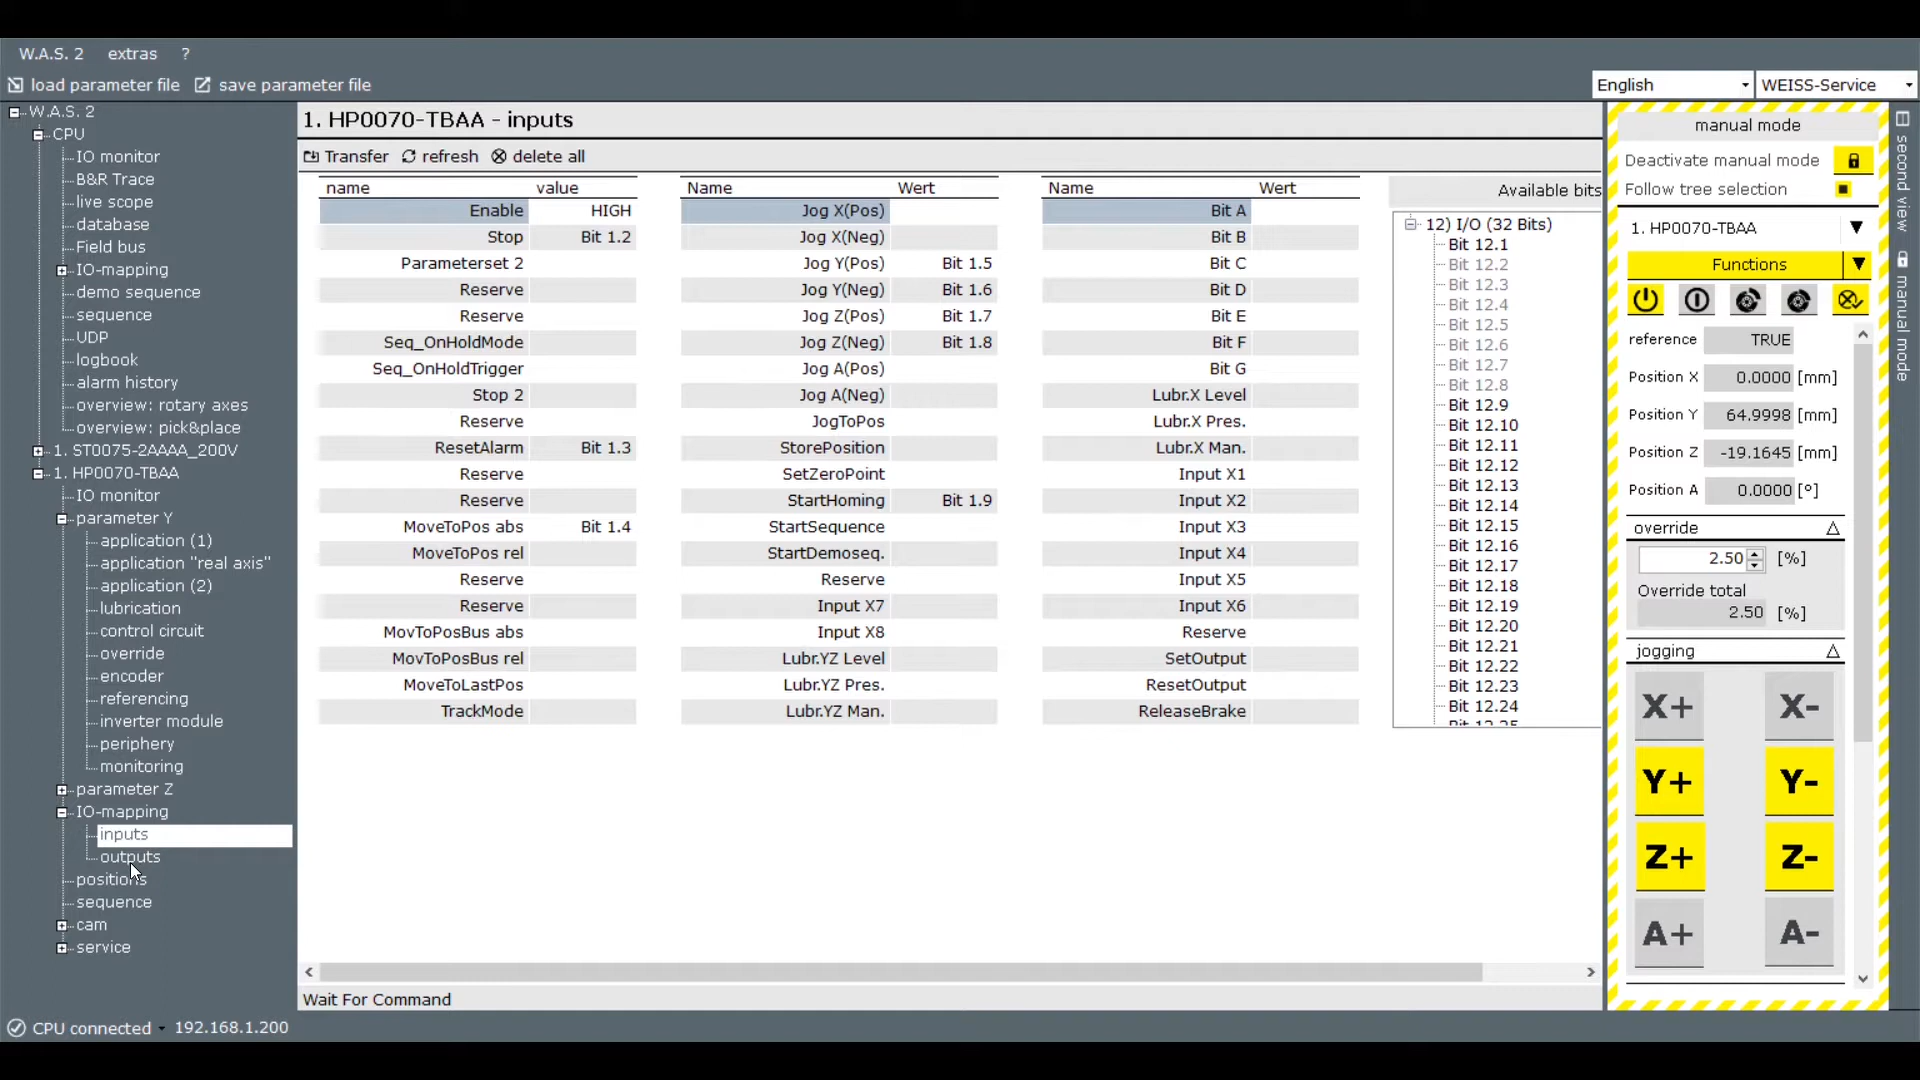 W.A.S. 2 extras ?
load parameter file save parameter file English WEISS-Service
W.A.S. 2
CPU
IO monitor
B&R Trace
live scope
database
Field bus
IO-mapping
demo sequence
sequence
UDP
logbook
alarm history
overview: rotary axes
overview: pick&place
1. ST0075-2AAAA_200V
1. HP0070-TBAA
IO monitor
parameter Y
application (1)
application "real axis"
application (2)
lubrication
control circuit
override
encoder
referencing
inverter module
periphery
monitoring
parameter Z
IO-mapping
inputs
outputs
positions
sequence
cam
service
1. HP0070-TBAA - inputs
Transfer refresh delete all
name value
Enable HIGH
Stop Bit 1.2
Parameterset 2
Reserve
Reserve
Seq_OnHoldMode
Seq_OnHoldTrigger
Stop 2
Reserve
ResetAlarm Bit 1.3
Reserve
Reserve
MoveToPos abs Bit 1.4
MoveToPos rel
Reserve
Reserve
MovToPosBus abs
MovToPosBus rel
MoveToLastPos
TrackMode
Name Wert
Jog X(Pos)
Jog X(Neg)
Jog Y(Pos) Bit 1.5
Jog Y(Neg) Bit 1.6
Jog Z(Pos) Bit 1.7
Jog Z(Neg) Bit 1.8
Jog A(Pos)
Jog A(Neg)
JogToPos
StorePosition
SetZeroPoint
StartHoming Bit 1.9
StartSequence
StartDemoseq.
Reserve
Input X7
Input X8
Lubr.YZ Level
Lubr.YZ Pres.
Lubr.YZ Man.
Name Wert
Bit A
Bit B
Bit C
Bit D
Bit E
Bit F
Bit G
Lubr.X Level
Lubr.X Pres.
Lubr.X Man.
Input X1
Input X2
Input X3
Input X4
Input X5
Input X6
Reserve
SetOutput
ResetOutput
ReleaseBrake
Available bits
12) I/O (32 Bits)
Bit 12.1
Bit 12.2
Bit 12.3
Bit 12.4
Bit 12.5
Bit 12.6
Bit 12.7
Bit 12.8
Bit 12.9
Bit 12.10
Bit 12.11
Bit 12.12
Bit 12.13
Bit 12.14
Bit 12.15
Bit 12.16
Bit 12.17
Bit 12.18
Bit 12.19
Bit 12.20
Bit 12.21
Bit 12.22
Bit 12.23
Bit 12.24
Bit 12.25
Wait For Command
manual mode
Deactivate manual mode
Follow tree selection
1. HP0070-TBAA
Functions
reference TRUE
Position X 0.0000 [mm]
Position Y 64.9998 [mm]
Position Z -19.1645 [mm]
Position A 0.0000 [°]
override
2.50 [%]
Override total
2.50 [%]
jogging
X+ X-
Y+ Y-
Z+ Z-
A+ A-
second view
manual mode
CPU connected - 192.168.1.200